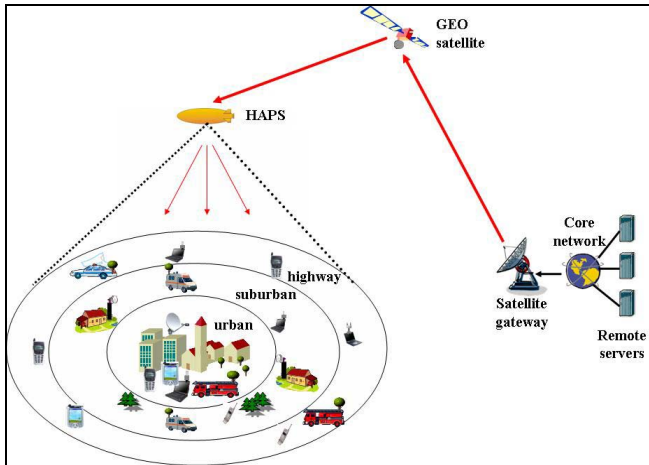 GEO
satellite
HAPS
Core
network
highway
suburban
Satellite
gateway
urban
Remote
servers